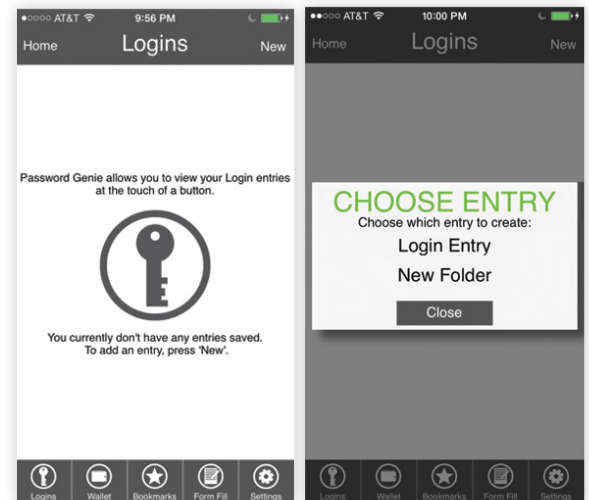 AT&T 9:56 PM
Home Logins New
Password Genie allows you to view your Login entries
at the touch of a button.
You currently don't have any entries saved.
To add an entry, press 'New'.
Logins Wallet Bookmarks Form Fill Settings
AT&T 10:00 PM
Home Logins New
CHOOSE ENTRY
Choose which entry to create:
Login Entry
New Folder
Close
Logins Wallet Bookmarks Form Fill Settings